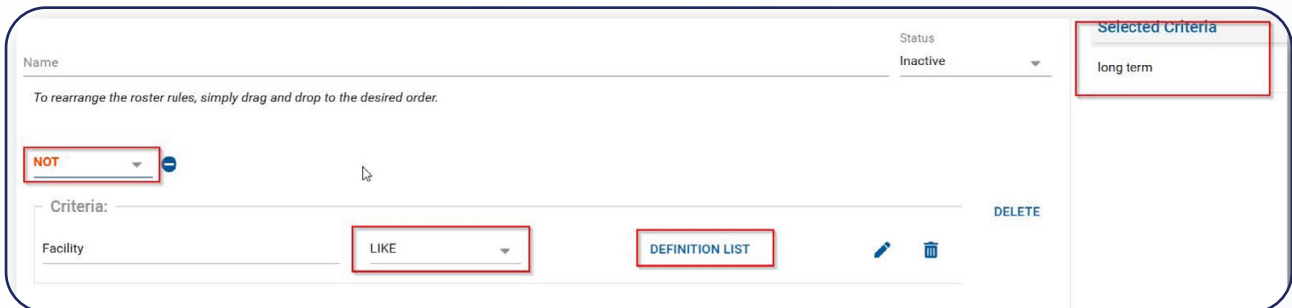 Name
Status
Inactive
To rearrange the roster rules, simply drag and drop to the desired order.
NOT
Criteria:
DELETE
Facility
LIKE
DEFINITION LIST
Selected Criteria
long term